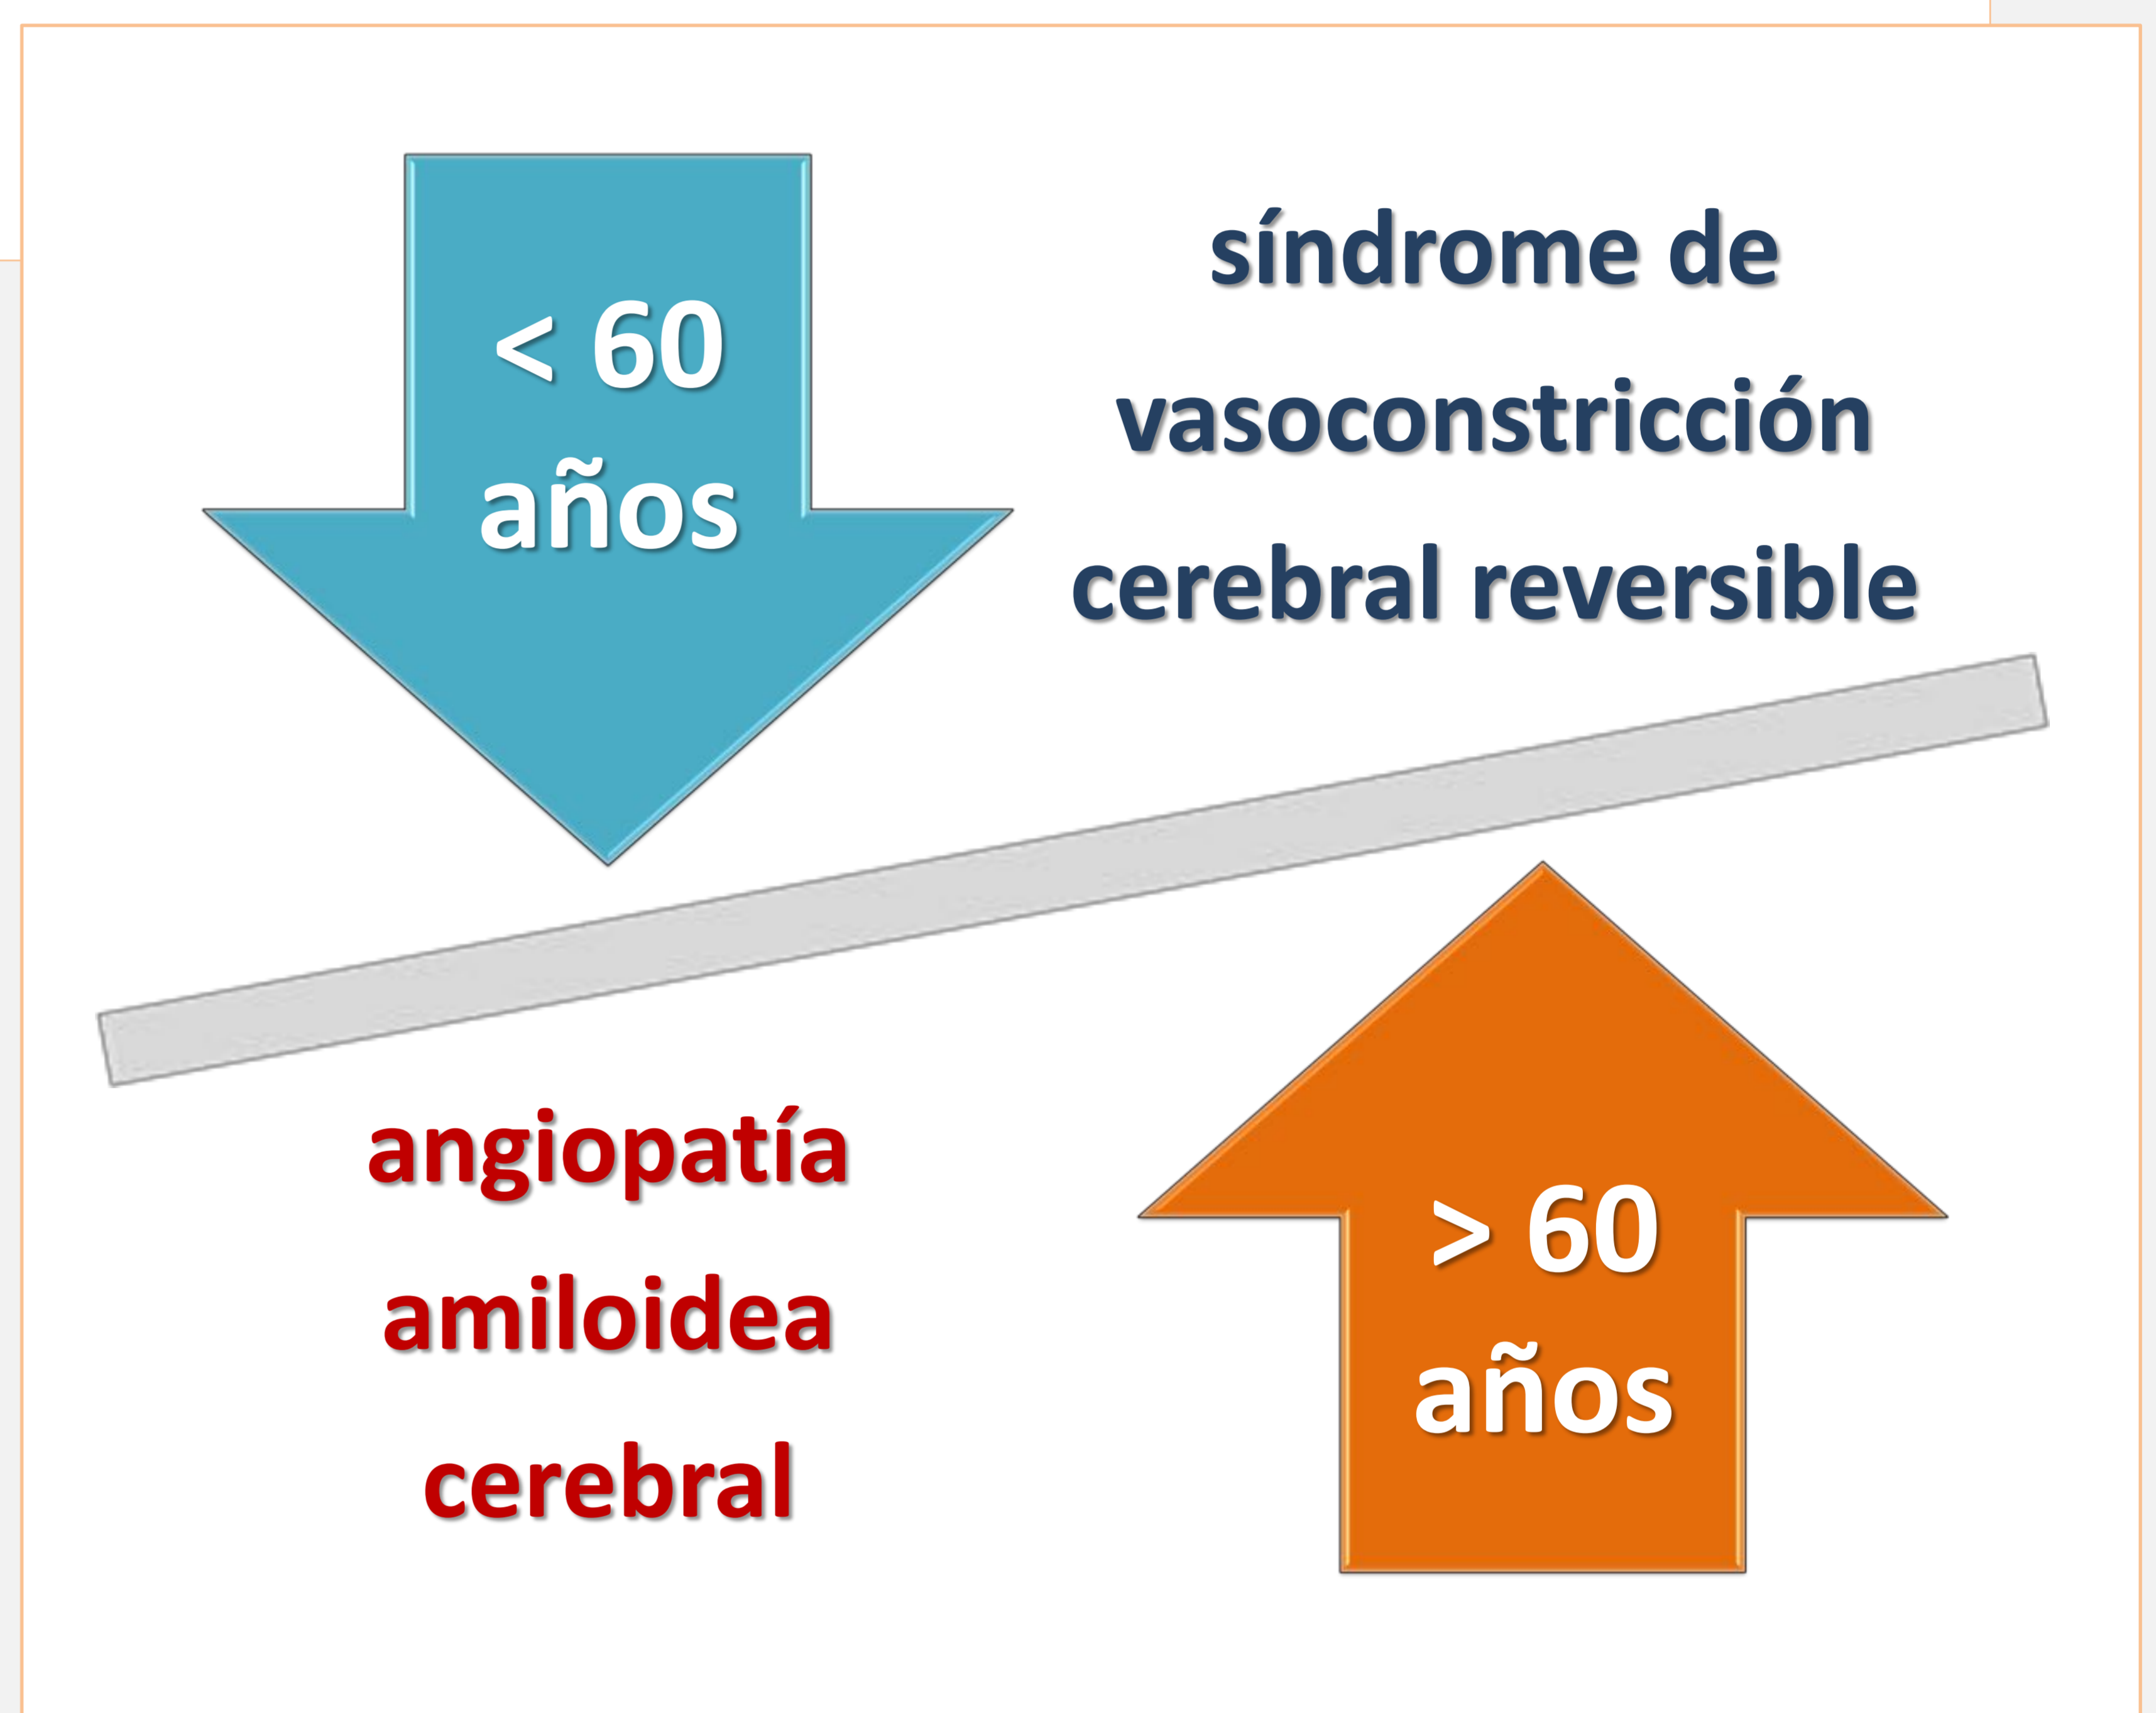 < 60
años
síndrome de
vasoconstricción
cerebral reversible
angiopatía
amiloidea
cerebral
> 60
años